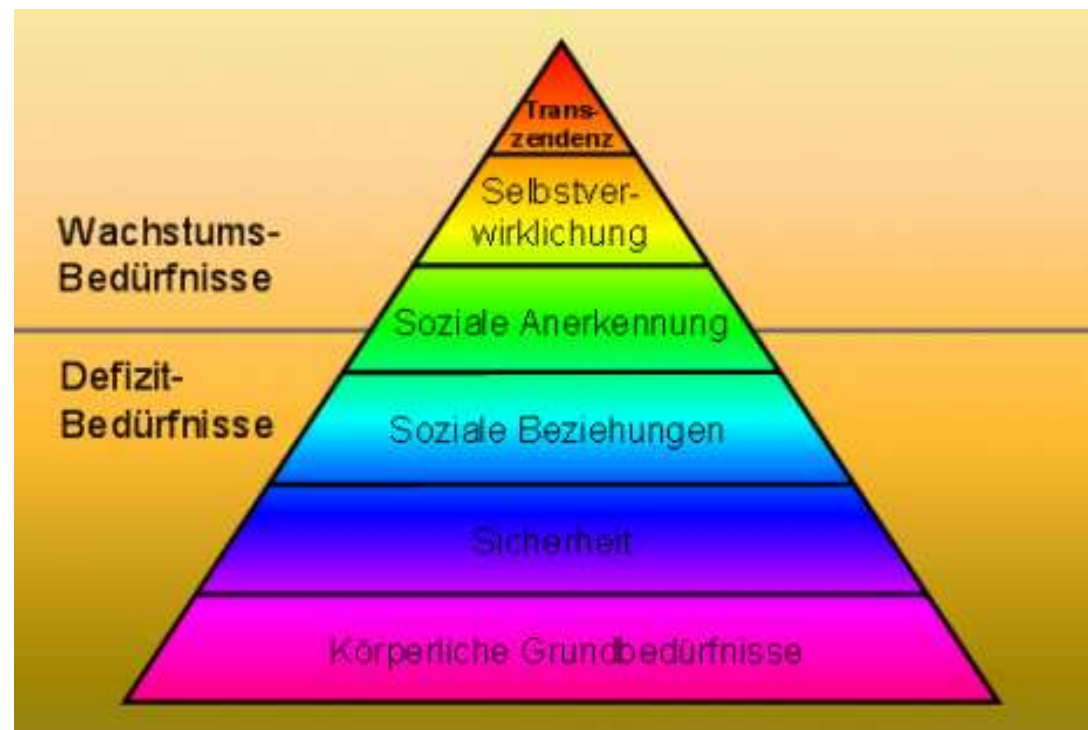 Trans-
zendenz
Selbstver-
wirklichung
Wachstums-
Bedürfnisse
Soziale Anerkennung
Defizit-
Bedürfnisse
Soziale Beziehungen
Sicherheit
Körperliche Grundbedürfnisse